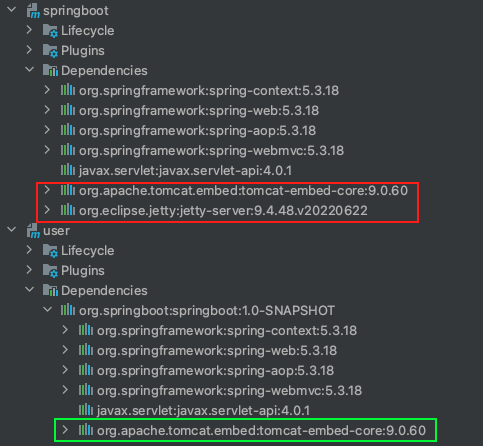 springboot
Lifecycle
Plugins
Dependencies
org.springframework:spring-context:5.3.18
org.springframework:spring-web:5.3.18
org.springframework:spring-aop:5.3.18
org.springframework:spring-webmvc:5.3.18
javax.servlet:javax.servlet-api:4.0.1
org.apache.tomcat.embed:tomcat-embed-core:9.0.60
org.eclipse.jetty:jetty-server:9.4.48.v20220622
user
Lifecycle
Plugins
Dependencies
org.springboot:springboot:1.0-SNAPSHOT
org.springframework:spring-context:5.3.18
org.springframework:spring-web:5.3.18
org.springframework:spring-aop:5.3.18
org.springframework:spring-webmvc:5.3.18
javax.servlet:javax.servlet-api:4.0.1
org.apache.tomcat.embed:tomcat-embed-core:9.0.60